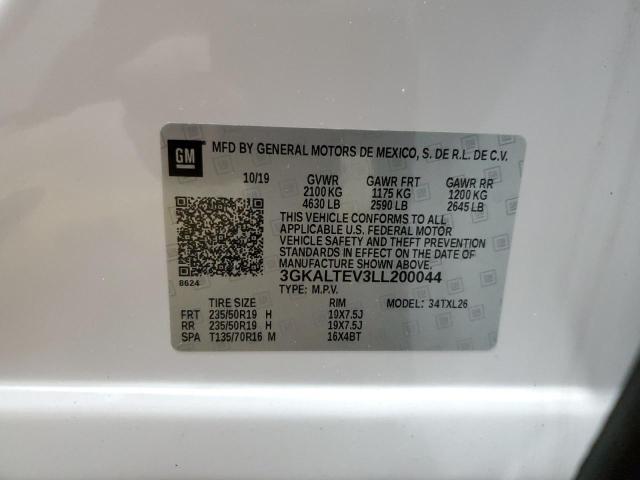 GM MFD BY GENERAL MOTORS DE MEXICO, S. DE R.L. DE C.V.
10/19 GVWR GAWR FRT GAWR RR
2100 KG 1175 KG 1200 KG
4630 LB 2590 LB 2645 LB
THIS VEHICLE CONFORMS TO ALL
APPLICABLE U.S. FEDERAL MOTOR
VEHICLE SAFETY AND THEFT PREVENTION
STANDARDS IN EFFECT ON THE DATE
OF MANUFACTURE SHOWN ABOVE.
3GKALTEV3LL200044
8624
TYPE: M.P.V. MODEL: 34TXL26
TIRE SIZE RIM
FRT 235/50R19 H 19X7.5J
RR 235/50R19 H 19X7.5J
SPA T135/70R16 M 16X4BT